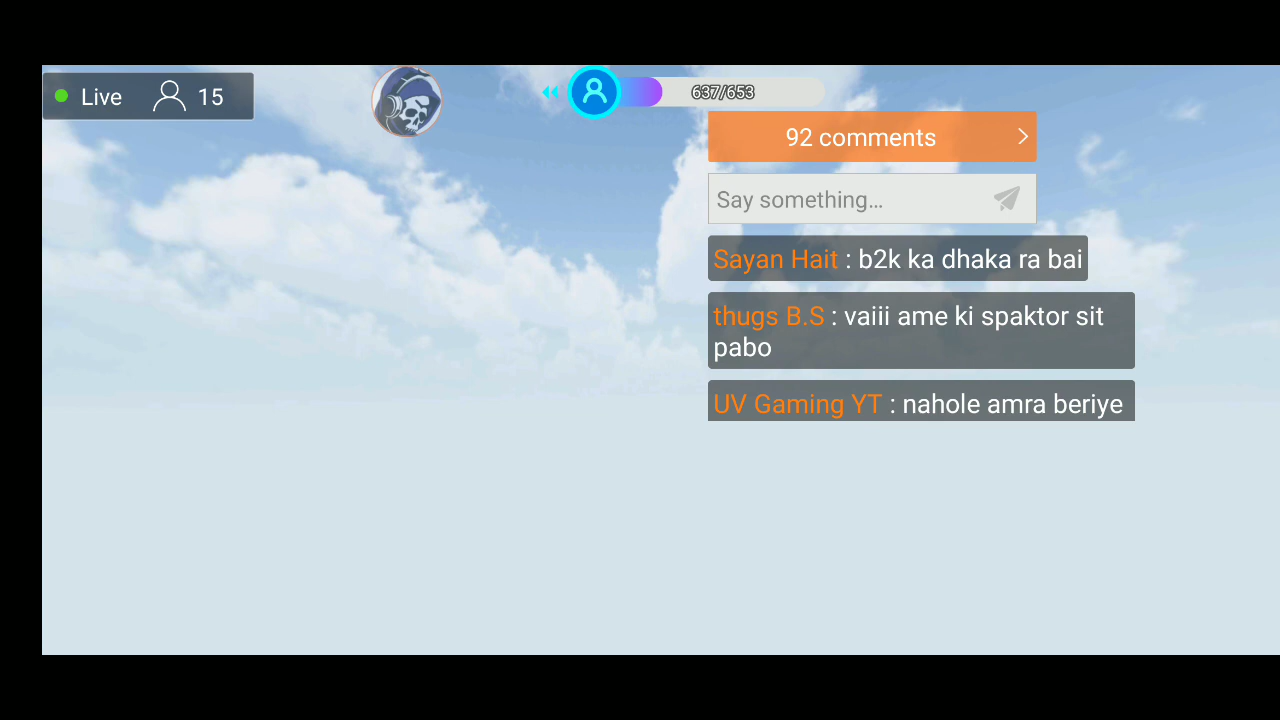 Live 15
637/653
92 comments
Say something...
Sayan Hait : b2k ka dhaka ra bai
thugs B.S : vaiii ame ki spaktor sit
pabo
UV Gaming YT : nahole amra beriye